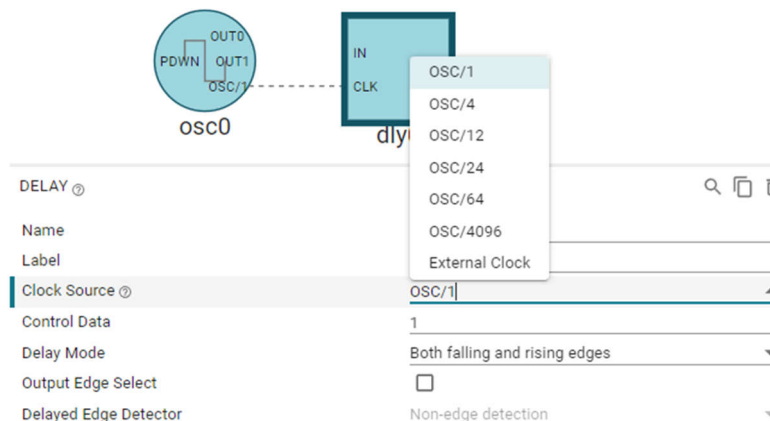 OUT0
PDWN OUT1
OSC/1
osc0
IN
CLK
OSC/1
OSC/4
OSC/12
OSC/24
OSC/64
OSC/4096
External Clock
DELAY ?
Name
Label
Clock Source ? OSC/1
Control Data 1
Delay Mode Both falling and rising edges
Output Edge Select
Delayed Edge Detector Non-edge detection